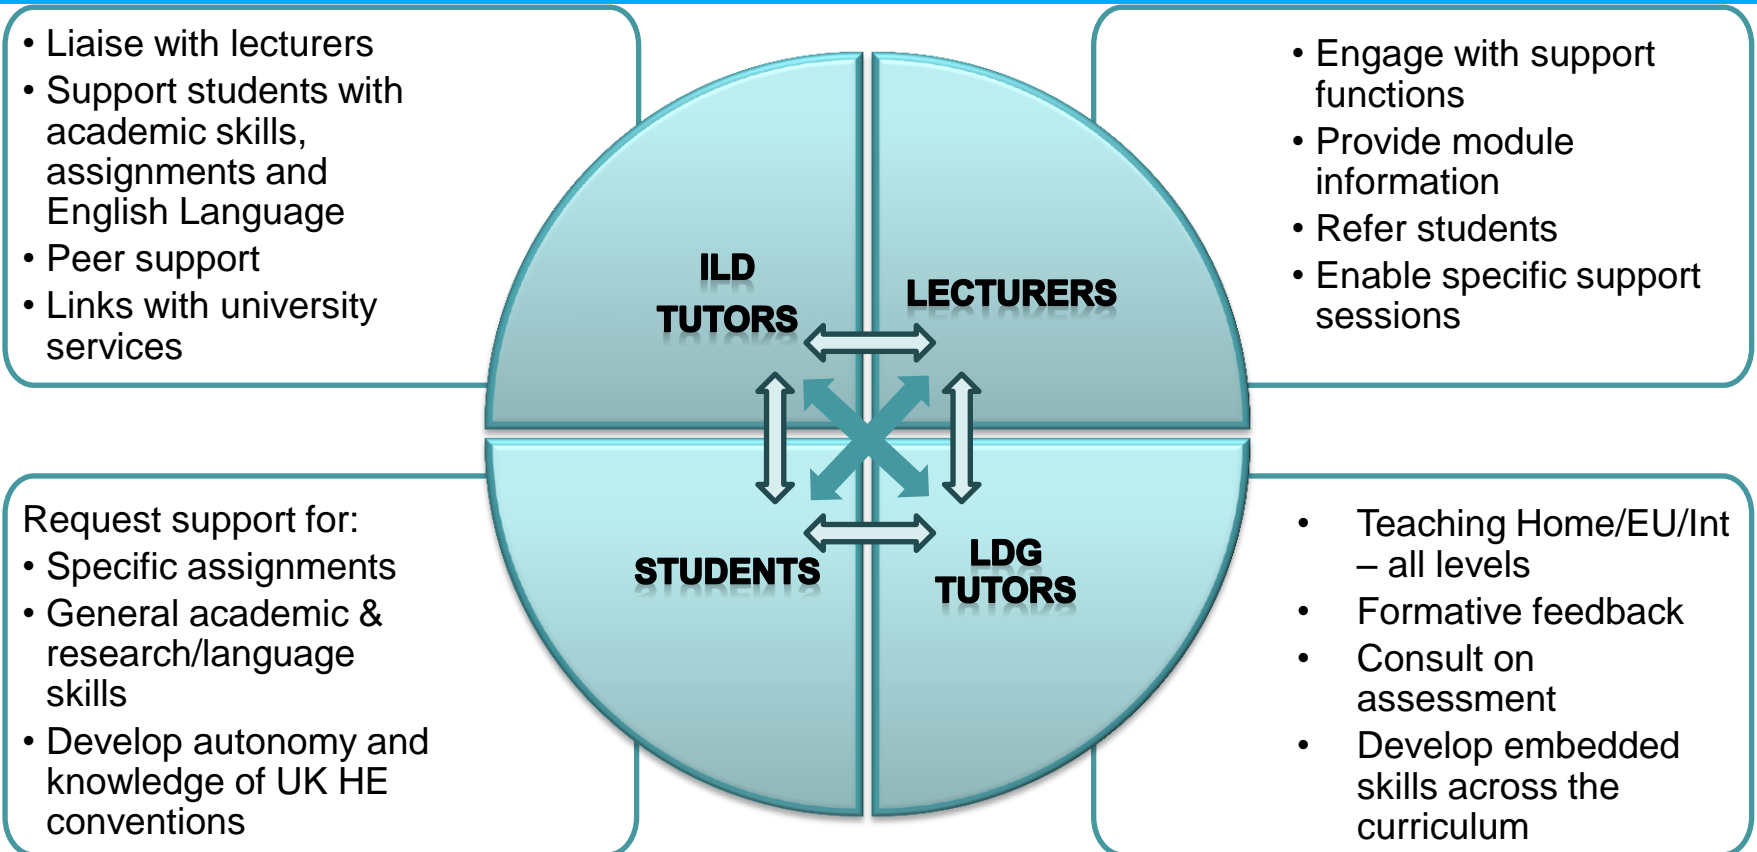 • Liaise with lecturers
• Support students with
academic skills,
assignments and
English Language
• Peer support
• Links with university
services
• Engage with support
functions
• Provide module
information
• Refer students
• Enable specific support
sessions
ILD
TUTORS
LECTURERS
STUDENTS
LDG
TUTORS
Request support for:
• Specific assignments
• General academic &
research/language
skills
• Develop autonomy and
knowledge of UK HE
conventions
• Teaching Home/EU/Int
– all levels
• Formative feedback
• Consult on
assessment
• Develop embedded
skills across the
curriculum